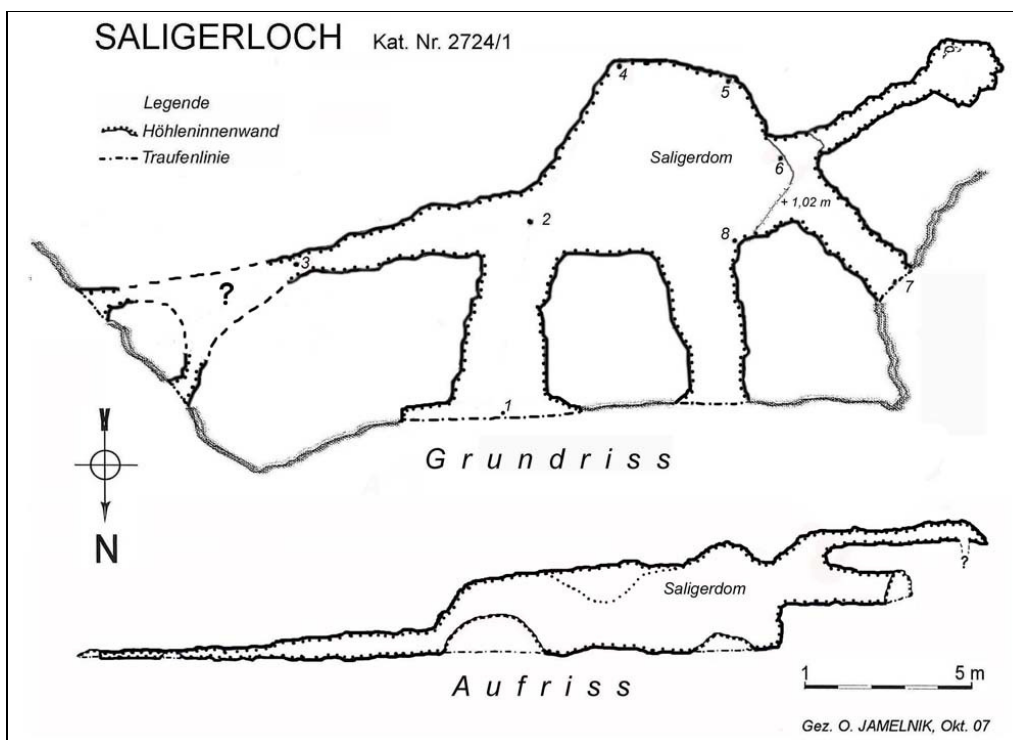 SALIGERLOCH Kat. Nr. 2724/1
Legende
Höhleninnenwand
Traufenlinie
4
5
6
Saligerdom
+ 1,02 m
2
8
3
?
7
1
Grundriss
N
Saligerdom
?
Aufriss
1 5 m
Gez. O. JAMELNIK, Okt. 07